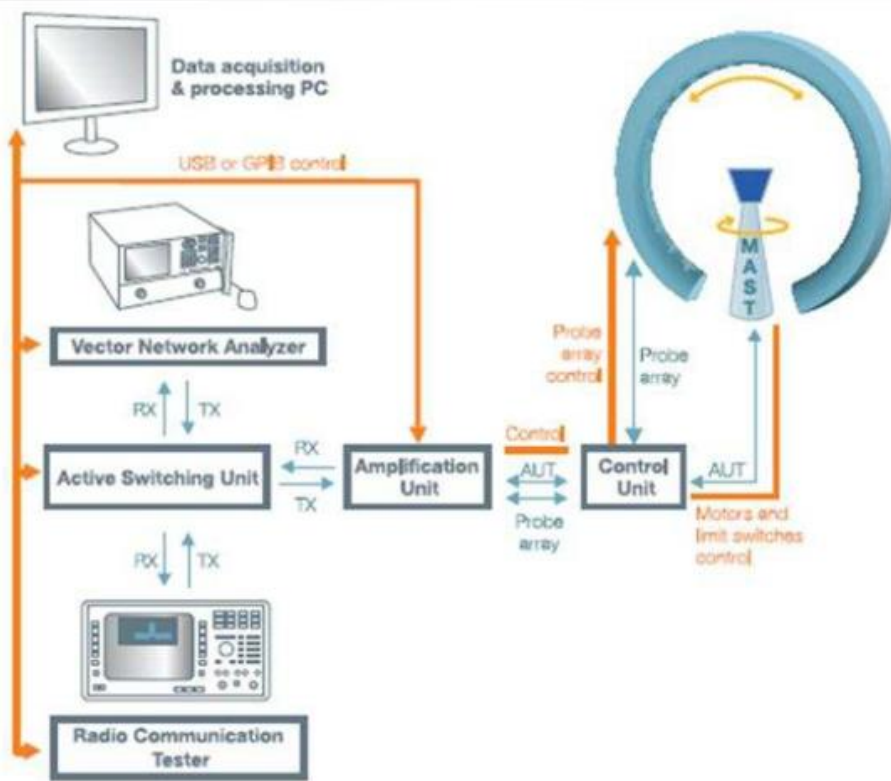 Data acquisition
& processing PC
USB or GPIB control
Vector Network Analyzer
RX
TX
Active Switching Unit
RX
TX
Amplification
Unit
Control
AUT
Probe
array
Control
Unit
Probe
array
control
Probe
array
MAST
AUT
Motors and
limit switches
control
RX
TX
Radio Communication
Tester